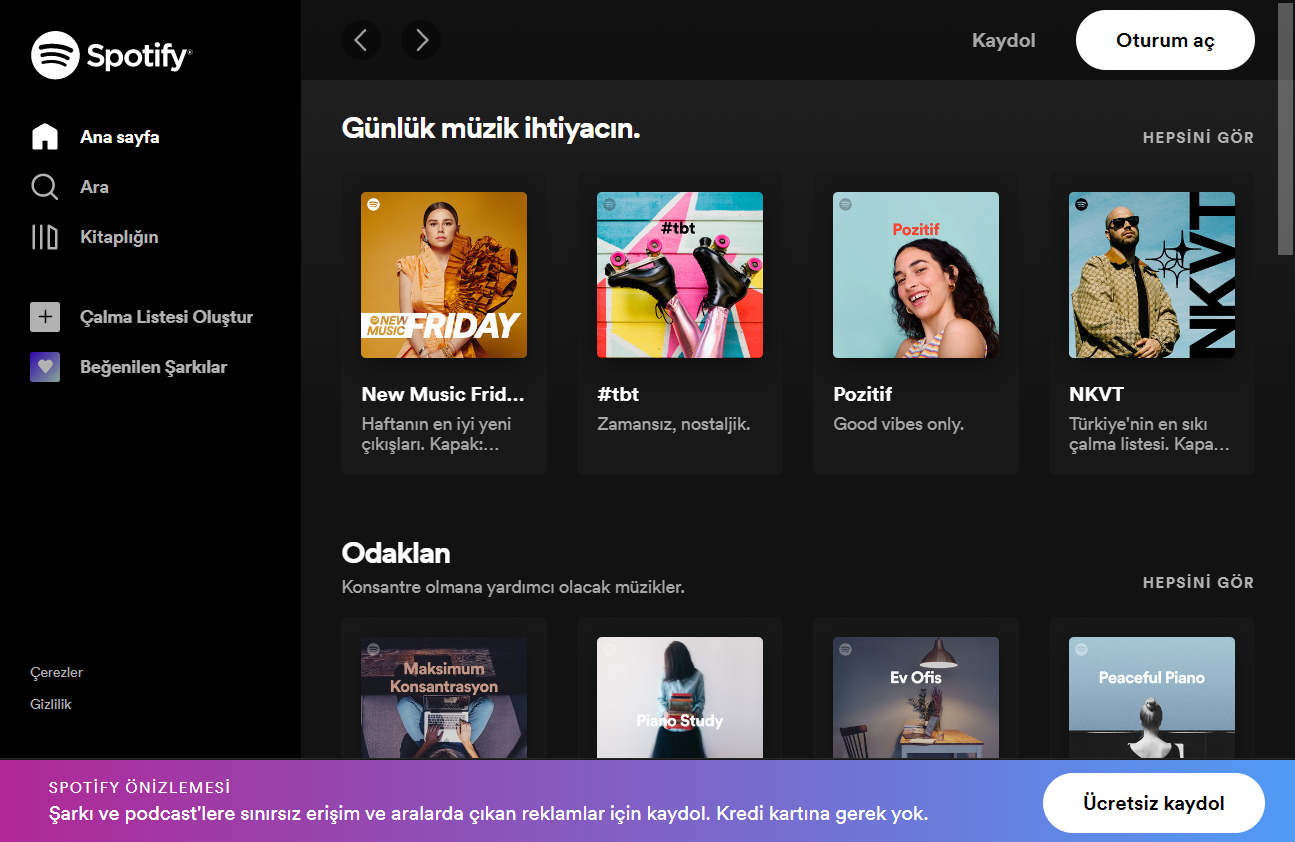 Spotify®
Ana sayfa
Ara
Kitaplığın
Çalma Listesi Oluştur
Beğenilen Şarkılar
Çerezler
Gizlilik
Kaydol
Oturum aç
Günlük müzik ihtiyacın.
HEPSİNİ GÖR
NEW
MUSIC
FRIDAY
#tbt
Pozitif
NKVT
New Music Frid...
Haftanın en iyi yeni
çıkışları. Kapak:...
#tbt
Zamansız, nostaljik.
Pozitif
Good vibes only.
NKVT
Türkiye'nin en sıkı
çalma listesi. Kapa...
Odaklan
Konsantre olmana yardımcı olacak müzikler.
HEPSİNİ GÖR
Maksimum
Konsantrasyon
Piano Study
Ev Ofis
Peaceful Piano
SPOTİFY ÖNİZLEMESİ
Şarkı ve podcast'lere sınırsız erişim ve aralarda çıkan reklamlar için kaydol. Kredi kartına gerek yok.
Ücretsiz kaydol